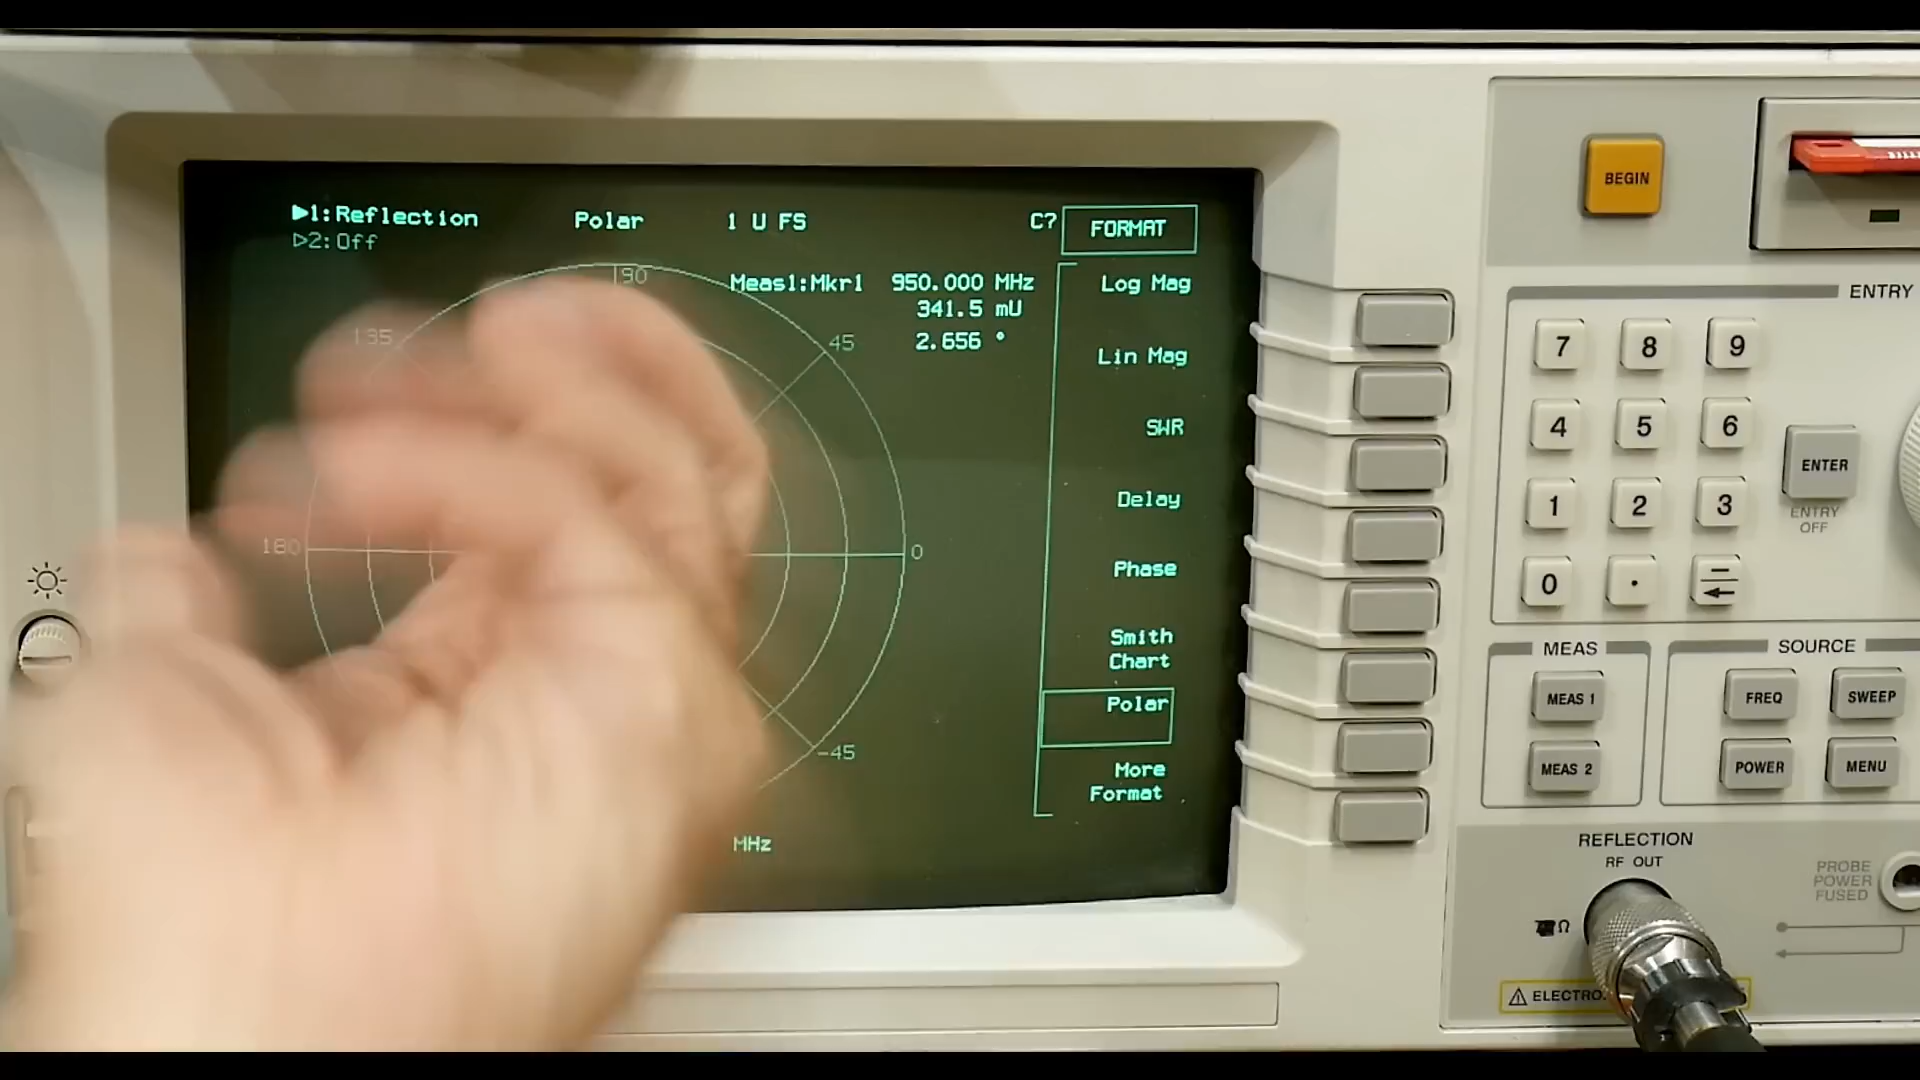 ▶1:Reflection Polar 1 U FS C?
▷2:Off
Meas1:Mkr1 950.000 MHz
341.5 mU
2.656 °
90
135
45
180
0
-45
MHz
FORMAT
Log Mag
Lin Mag
SWR
Delay
Phase
Smith
Chart
Polar
More
Format
BEGIN
ENTRY
7 8 9
4 5 6
1 2 3
0 . –
ENTER
ENTRY
OFF
MEAS
MEAS 1
MEAS 2
SOURCE
FREQ SWEEP
POWER MENU
REFLECTION
RF OUT
PROBE
POWER
FUSED
Ω
ELECTRO